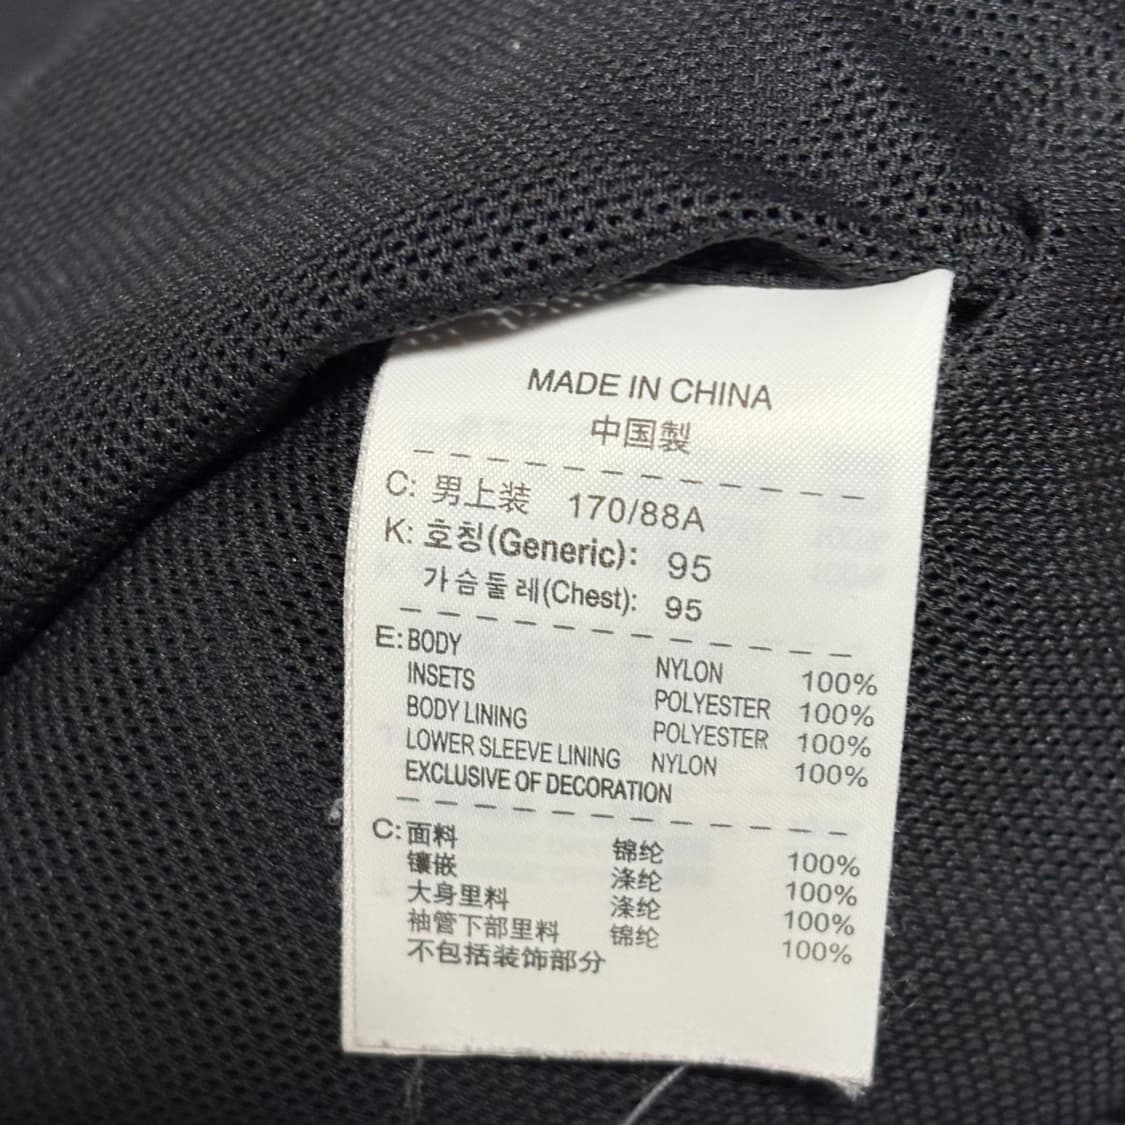 MADE IN CHINA
中国製
C: 男上装 170/88A
K: 호칭(Generic): 95
가슴둘레(Chest): 95
E: BODY NYLON 100%
INSETS POLYESTER 100%
BODY LINING POLYESTER 100%
LOWER SLEEVE LINING NYLON 100%
EXCLUSIVE OF DECORATION
C: 面料 锦纶 100%
镶嵌 涤纶 100%
大身里料 涤纶 100%
袖管下部里料 锦纶 100%
不包括装饰部分